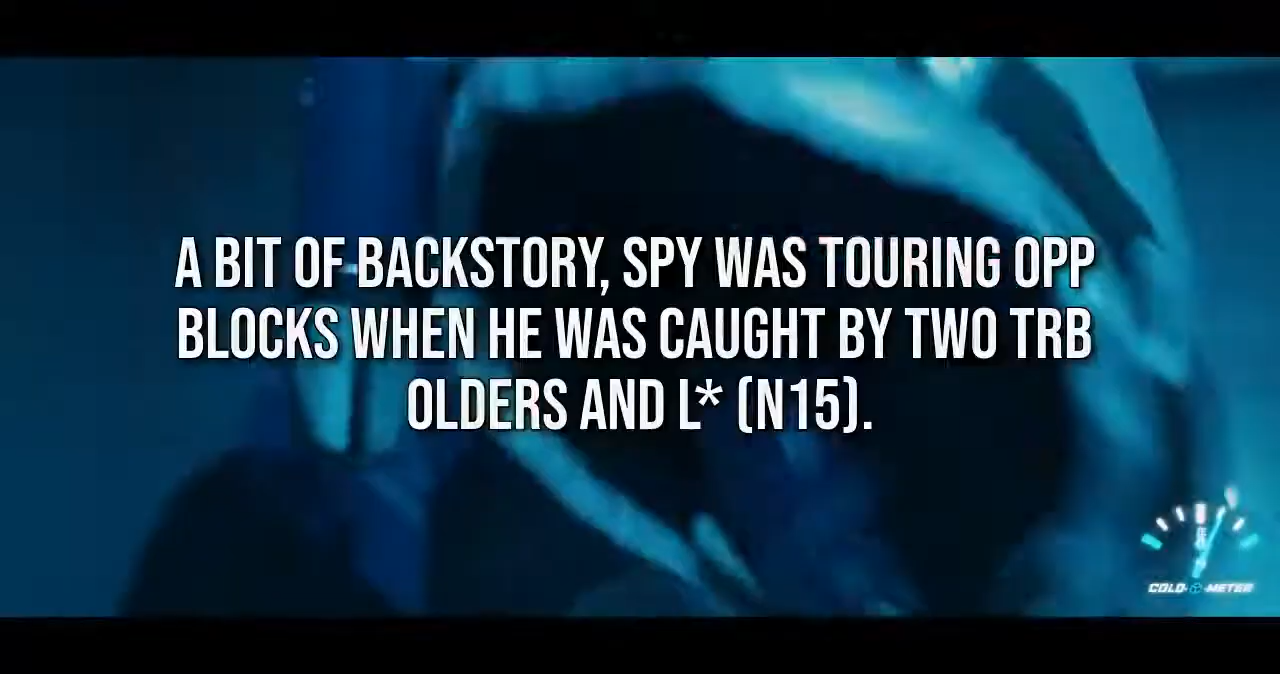 A BIT OF BACKSTORY, SPY WAS TOURING OPP
BLOCKS WHEN HE WAS CAUGHT BY TWO TRB
OLDERS AND L* (N15).
COLD METER